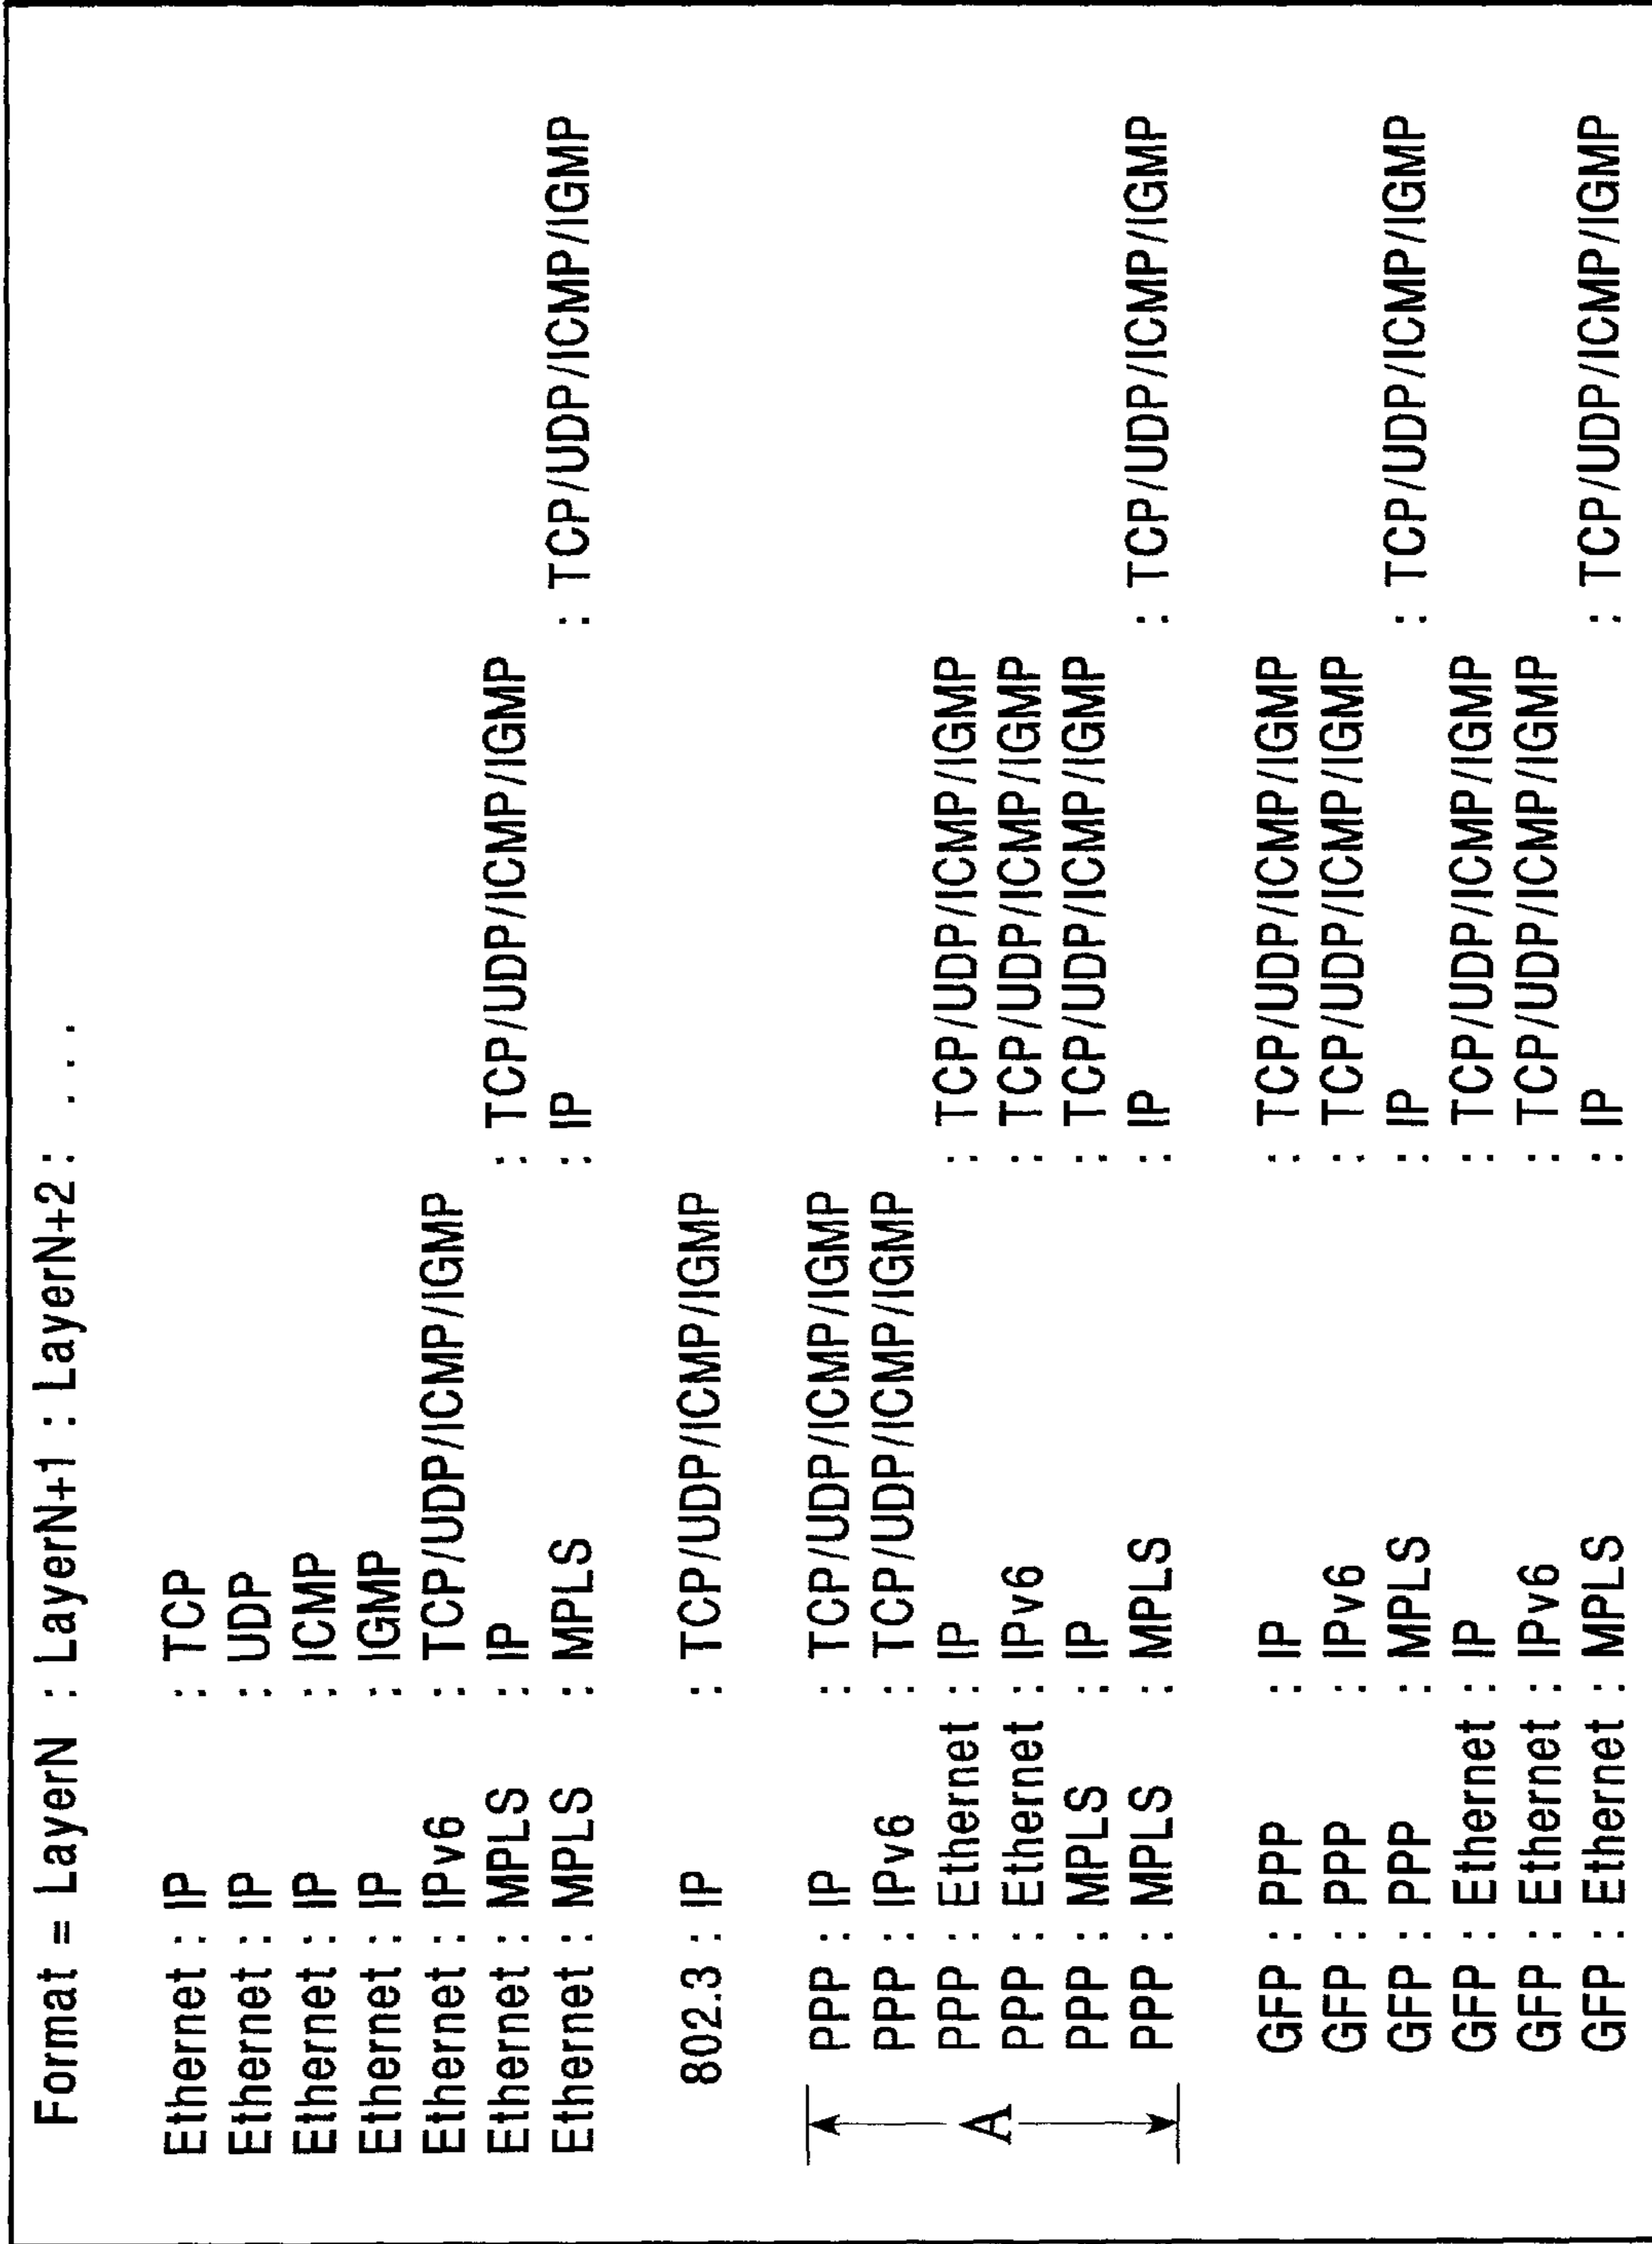 Format = LayerN : LayerN+1 : LayerN+2 : . . .
Ethernet : IP : TCP
Ethernet : IP : UDP
Ethernet : IP : ICMP
Ethernet : IP : IGMP
Ethernet : IPv6 : TCP/UDP/ICMP/IGMP
Ethernet : MPLS : IP : TCP/UDP/ICMP/IGMP
Ethernet : MPLS : MPLS : IP : TCP/UDP/ICMP/IGMP
802.3 : IP : TCP/UDP/ICMP/IGMP
A
PPP : IP : TCP/UDP/ICMP/IGMP
PPP : IPv6 : TCP/UDP/ICMP/IGMP
PPP : Ethernet : IP : TCP/UDP/ICMP/IGMP
PPP : Ethernet : IPv6 : TCP/UDP/ICMP/IGMP
PPP : MPLS : IP : TCP/UDP/ICMP/IGMP
PPP : MPLS : MPLS : IP : TCP/UDP/ICMP/IGMP
GFP : PPP : IP : TCP/UDP/ICMP/IGMP
GFP : PPP : IPv6 : TCP/UDP/ICMP/IGMP
GFP : PPP : MPLS : IP : TCP/UDP/ICMP/IGMP
GFP : Ethernet : IP : TCP/UDP/ICMP/IGMP
GFP : Ethernet : IPv6 : TCP/UDP/ICMP/IGMP
GFP : Ethernet : MPLS : IP : TCP/UDP/ICMP/IGMP